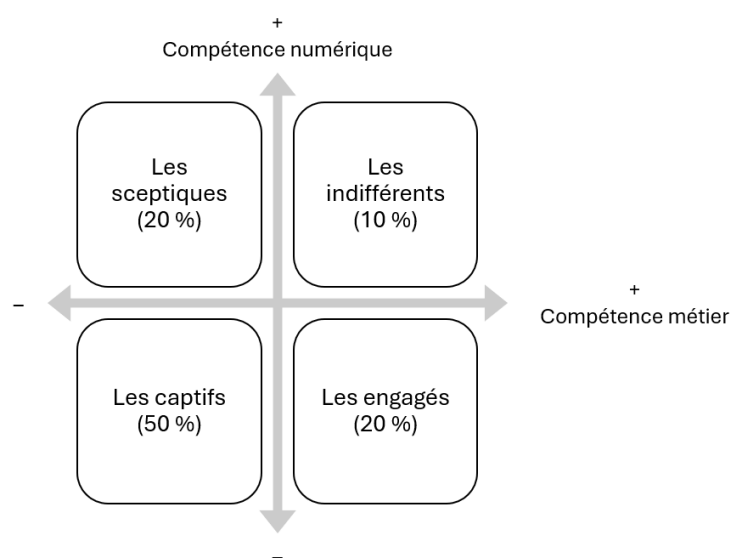 +
Compétence numérique
Les
sceptiques
(20 %)
Les
indifférents
(10 %)
–
+
Compétence métier
Les captifs
(50 %)
Les engagés
(20 %)
–